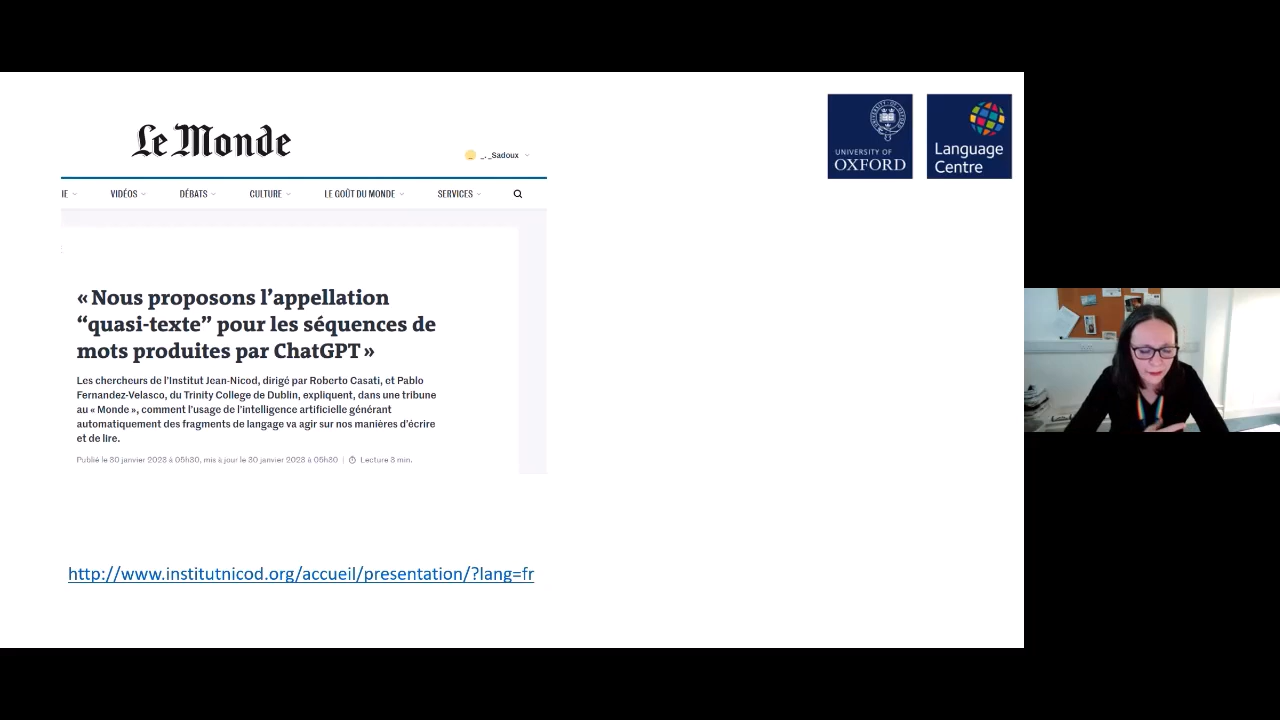 Le Monde
_._Sadoux
IE
VIDÉOS
DÉBATS
CULTURE
LE GOÛT DU MONDE
SERVICES
« Nous proposons l’appellation
“quasi-texte” pour les séquences de
mots produites par ChatGPT »
Les chercheurs de l’Institut Jean-Nicod, dirigé par Roberto Casati, et Pablo
Fernandez-Velasco, du Trinity College de Dublin, expliquent, dans une tribune
au « Monde », comment l’usage de l’intelligence artificielle générant
automatiquement des fragments de langage va agir sur nos manières d’écrire
et de lire.
Publié le 30 janvier 2023 à 05h30, mis à jour le 30 janvier 2023 à 05h30 | Lecture 3 min.
http://www.institutnicod.org/accueil/presentation/?lang=fr
UNIVERSITY OF
OXFORD
Language
Centre